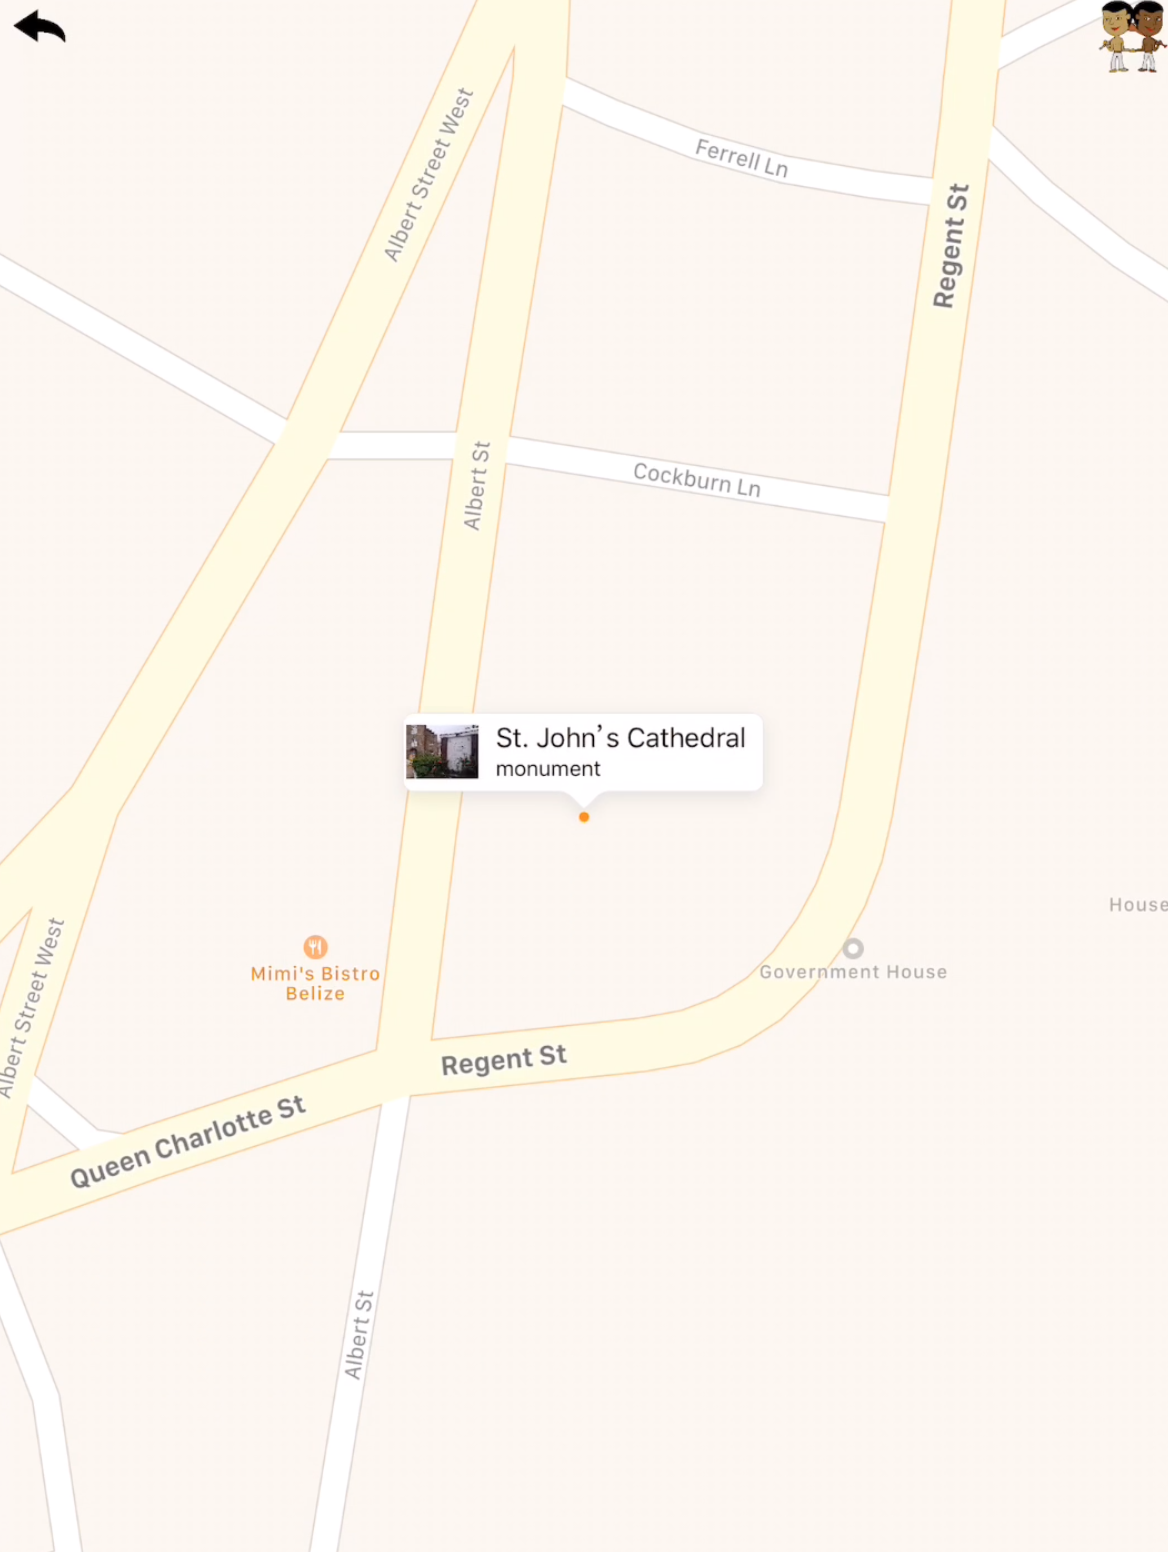 Albert Street West
Ferrell Ln
Regent St
Albert St
Cockburn Ln
St. John’s Cathedral
monument
House
Mimi's Bistro
Belize
Government House
Albert Street West
Regent St
Queen Charlotte St
Albert St